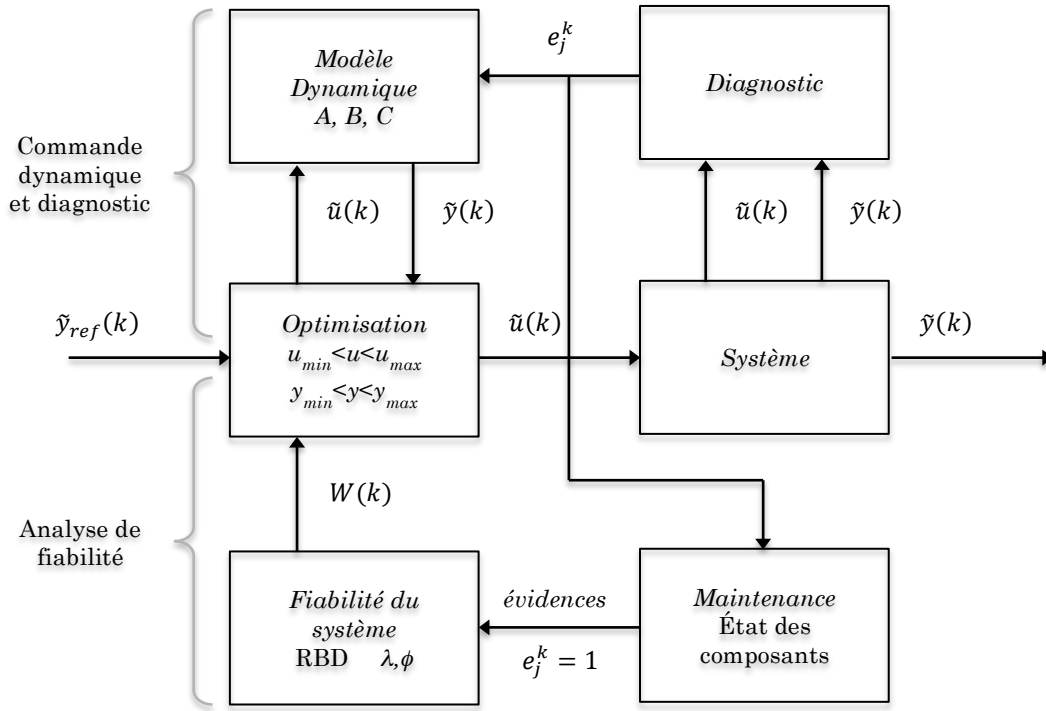 Modèle
Dynamique
A, B, C
e_j^k
Diagnostic
Commande
dynamique
et diagnostic
ũ(k)
ỹ(k)
ũ(k)
ỹ(k)
ỹ_ref(k)
Optimisation
u_min<u<u_max
y_min<y<y_max
ũ(k)
Système
ỹ(k)
W(k)
Analyse de
fiabilité
Fiabilité du
système
RBD λ,ϕ
évidences
e_j^k = 1
Maintenance
État des
composants